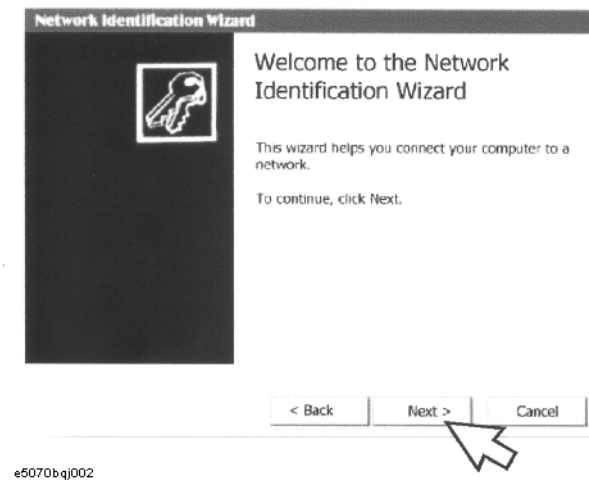 Network Identification Wizard
Welcome to the Network
Identification Wizard
This wizard helps you connect your computer to a
network.
To continue, click Next.
< Back
Next >
Cancel
e5070bqj002